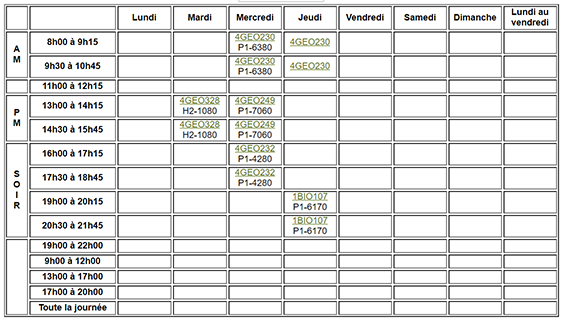 Lundi Mardi Mercredi Jeudi Vendredi Samedi Dimanche Lundi au vendredi
AM
8h00 à 9h15 4GEO230 P1-6380 4GEO230
9h30 à 10h45 4GEO230 P1-6380 4GEO230
11h00 à 12h15
PM
13h00 à 14h15 4GEO328 H2-1080 4GEO249 P1-7060
14h30 à 15h45 4GEO328 H2-1080 4GEO249 P1-7060
SOIR
16h00 à 17h15 4GEO232 P1-4280
17h30 à 18h45 4GEO232 P1-4280
19h00 à 20h15 1BIO107 P1-6170
20h30 à 21h45 1BIO107 P1-6170
19h00 à 22h00
9h00 à 12h00
13h00 à 17h00
17h00 à 20h00
Toute la journée